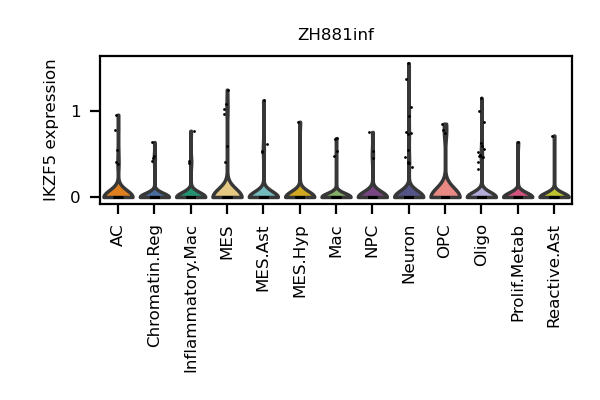 ZH881inf
IKZF5 expression
1
0
AC
Chromatin.Reg
Inflammatory.Mac
MES
MES.Ast
MES.Hyp
Mac
NPC
Neuron
OPC
Oligo
Prolif.Metab
Reactive.Ast